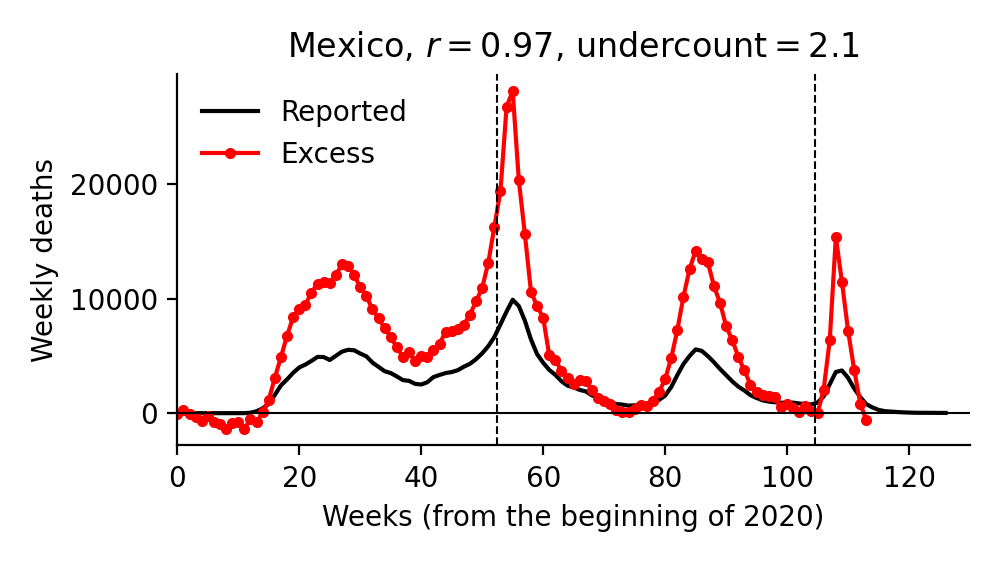 Mexico, r = 0.97, undercount = 2.1
Reported
Excess
Weekly deaths
20000
10000
0
0 20 40 60 80 100 120
Weeks (from the beginning of 2020)